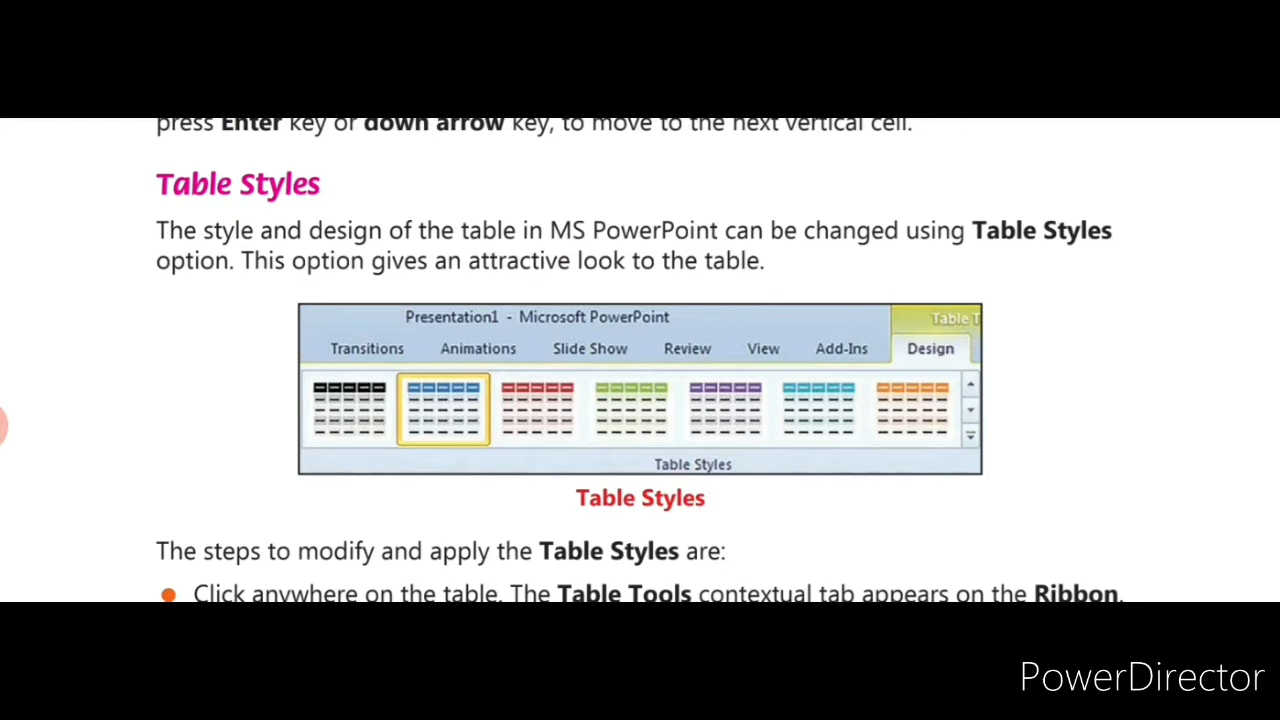 press Enter key or down arrow key, to move to the next vertical cell.
Table Styles
The style and design of the table in MS PowerPoint can be changed using Table Styles
option. This option gives an attractive look to the table.
Presentation1 - Microsoft PowerPoint
Table T
Transitions Animations Slide Show Review View Add-Ins Design
Table Styles
Table Styles
The steps to modify and apply the Table Styles are:
Click anywhere on the table. The Table Tools contextual tab appears on the Ribbon.
PowerDirector